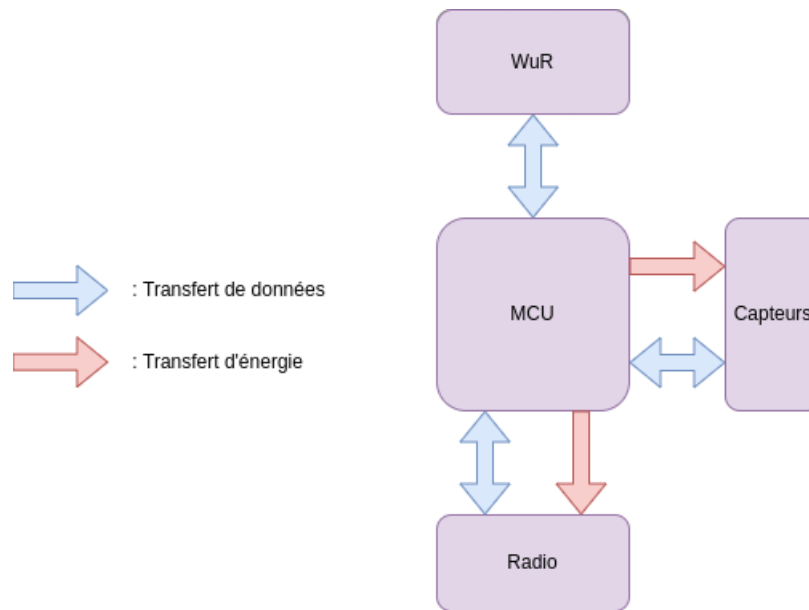 WuR
MCU
Capteurs
: Transfert de données
: Transfert d'énergie
Radio